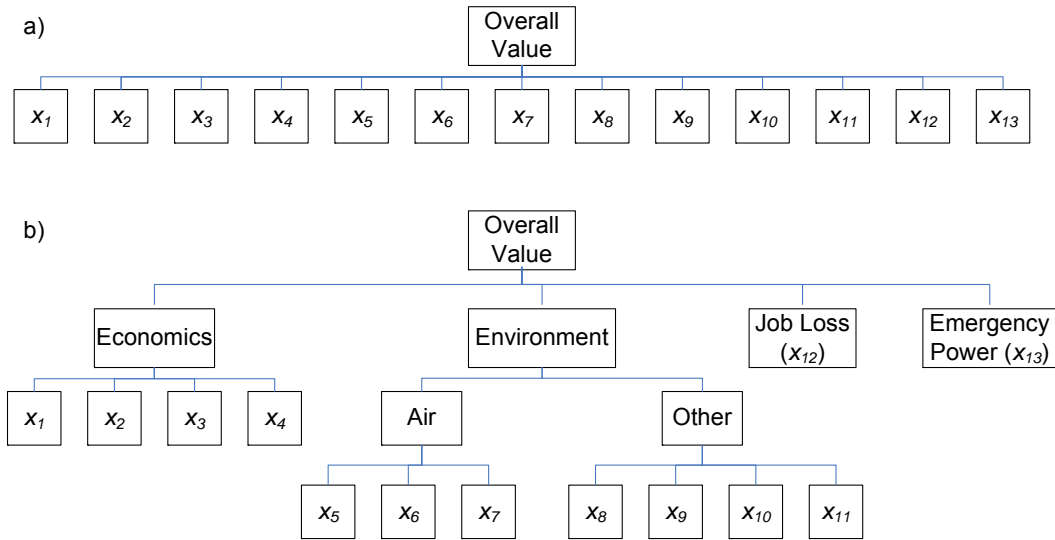 a)
Overall
Value
x1 x2 x3 x4 x5 x6 x7 x8 x9 x10 x11 x12 x13
b)
Overall
Value
Economics Environment Job Loss (x12) Emergency Power (x13)
x1 x2 x3 x4 Air Other
x5 x6 x7 x8 x9 x10 x11